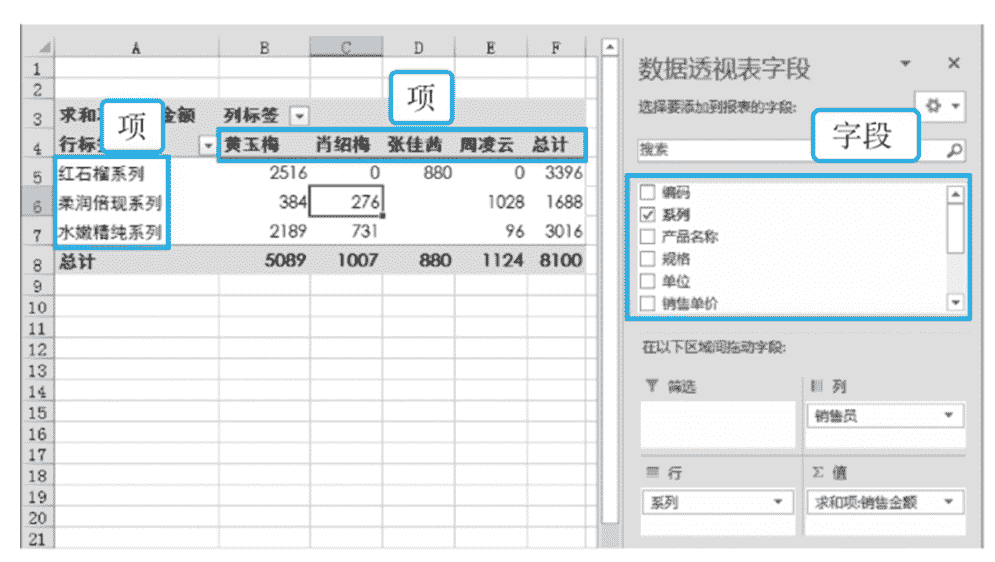 A B C D E F
1
2
3 求和 金额 列标签
4 行标 黄玉梅 肖绍梅 张佳茜 周凌云 总计
5 红石榴系列 2516 0 880 0 3396
6 柔润倍现系列 384 276 1028 1688
7 水嫩精纯系列 2189 731 96 3016
8 总计 5089 1007 880 1124 8100
9
10
11
12
13
14
15
16
17
18
19
20
21
项
项
数据透视表字段
选择要添加到报表的字段:
字段
搜索
编码
系列
产品名称
规格
单位
销售单价
在以下区域间拖动字段:
筛选
列
销售员
行
Σ 值
系列
求和项:销售金额